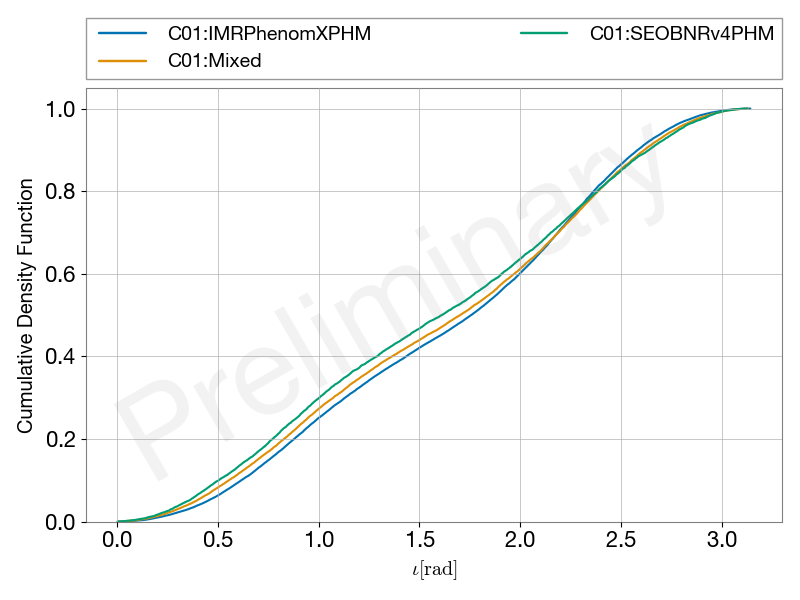 C01:IMRPhenomXPHM
C01:Mixed
C01:SEOBNRv4PHM
Preliminary
Cumulative Density Function
1.0
0.8
0.6
0.4
0.2
0.0
0.0 0.5 1.0 1.5 2.0 2.5 3.0
ι[rad]